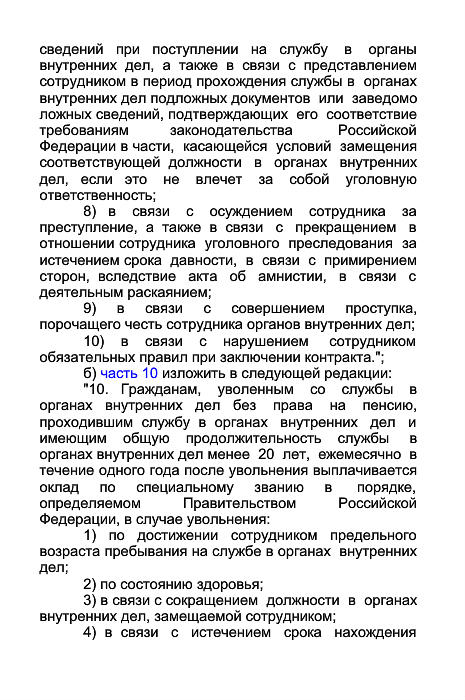 сведений при поступлении на службу в органы
внутренних дел, а также в связи с представлением
сотрудником в период прохождения службы в органах
внутренних дел подложных документов или заведомо
ложных сведений, подтверждающих его соответствие
требованиям законодательства Российской
Федерации в части, касающейся условий замещения
соответствующей должности в органах внутренних
дел, если это не влечет за собой уголовную
ответственность;
8) в связи с осуждением сотрудника за
преступление, а также в связи с прекращением в
отношении сотрудника уголовного преследования за
истечением срока давности, в связи с примирением
сторон, вследствие акта об амнистии, в связи с
деятельным раскаянием;
9) в связи с совершением проступка,
порочащего честь сотрудника органов внутренних дел;
10) в связи с нарушением сотрудником
обязательных правил при заключении контракта.";
б) часть 10 изложить в следующей редакции:
"10. Гражданам, уволенным со службы в
органах внутренних дел без права на пенсию,
проходившим службу в органах внутренних дел и
имеющим общую продолжительность службы в
органах внутренних дел менее 20 лет, ежемесячно в
течение одного года после увольнения выплачивается
оклад по специальному званию в порядке,
определяемом Правительством Российской
Федерации, в случае увольнения:
1) по достижении сотрудником предельного
возраста пребывания на службе в органах внутренних
дел;
2) по состоянию здоровья;
3) в связи с сокращением должности в органах
внутренних дел, замещаемой сотрудником;
4) в связи с истечением срока нахождения